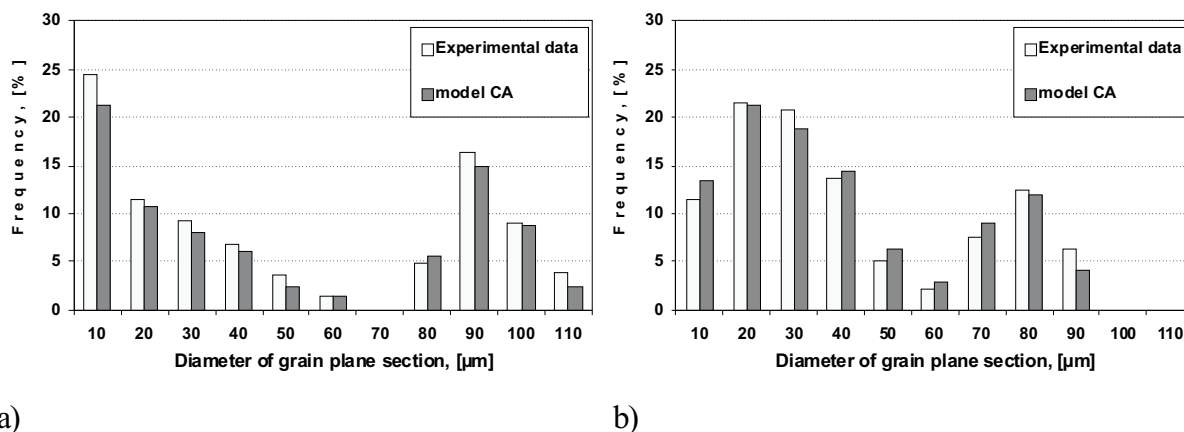 30
25
20
15
10
5
0
Frequency, [%]
Experimental data
model CA
10 20 30 40 50 60 70 80 90 100 110
Diameter of grain plane section, [µm]
a)
30
25
20
15
10
5
0
Frequency, [%]
Experimental data
model CA
10 20 30 40 50 60 70 80 90 100 110
Diameter of grain plane section, [µm]
b)